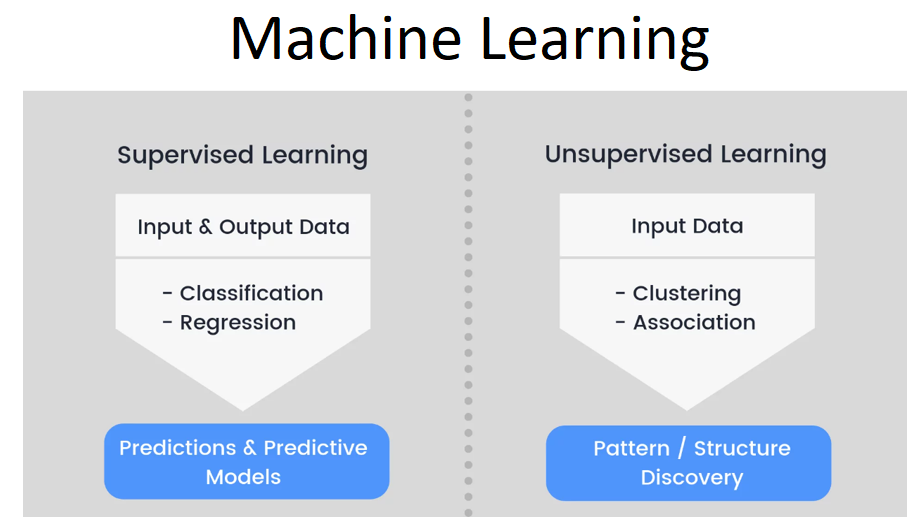 Machine Learning
Supervised Learning
Input & Output Data
- Classification
- Regression
Predictions & Predictive
Models
Unsupervised Learning
Input Data
- Clustering
- Association
Pattern / Structure
Discovery